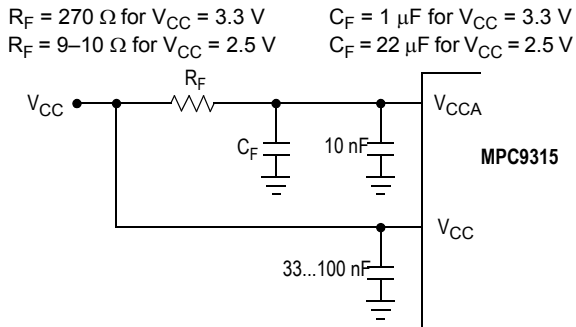 R_F = 270 Ω for V_CC = 3.3 V
C_F = 1 μF for V_CC = 3.3 V
R_F = 9–10 Ω for V_CC = 2.5 V
C_F = 22 μF for V_CC = 2.5 V
R_F
V_CC
V_CCA
C_F
10 nF
MPC9315
V_CC
33...100 nF